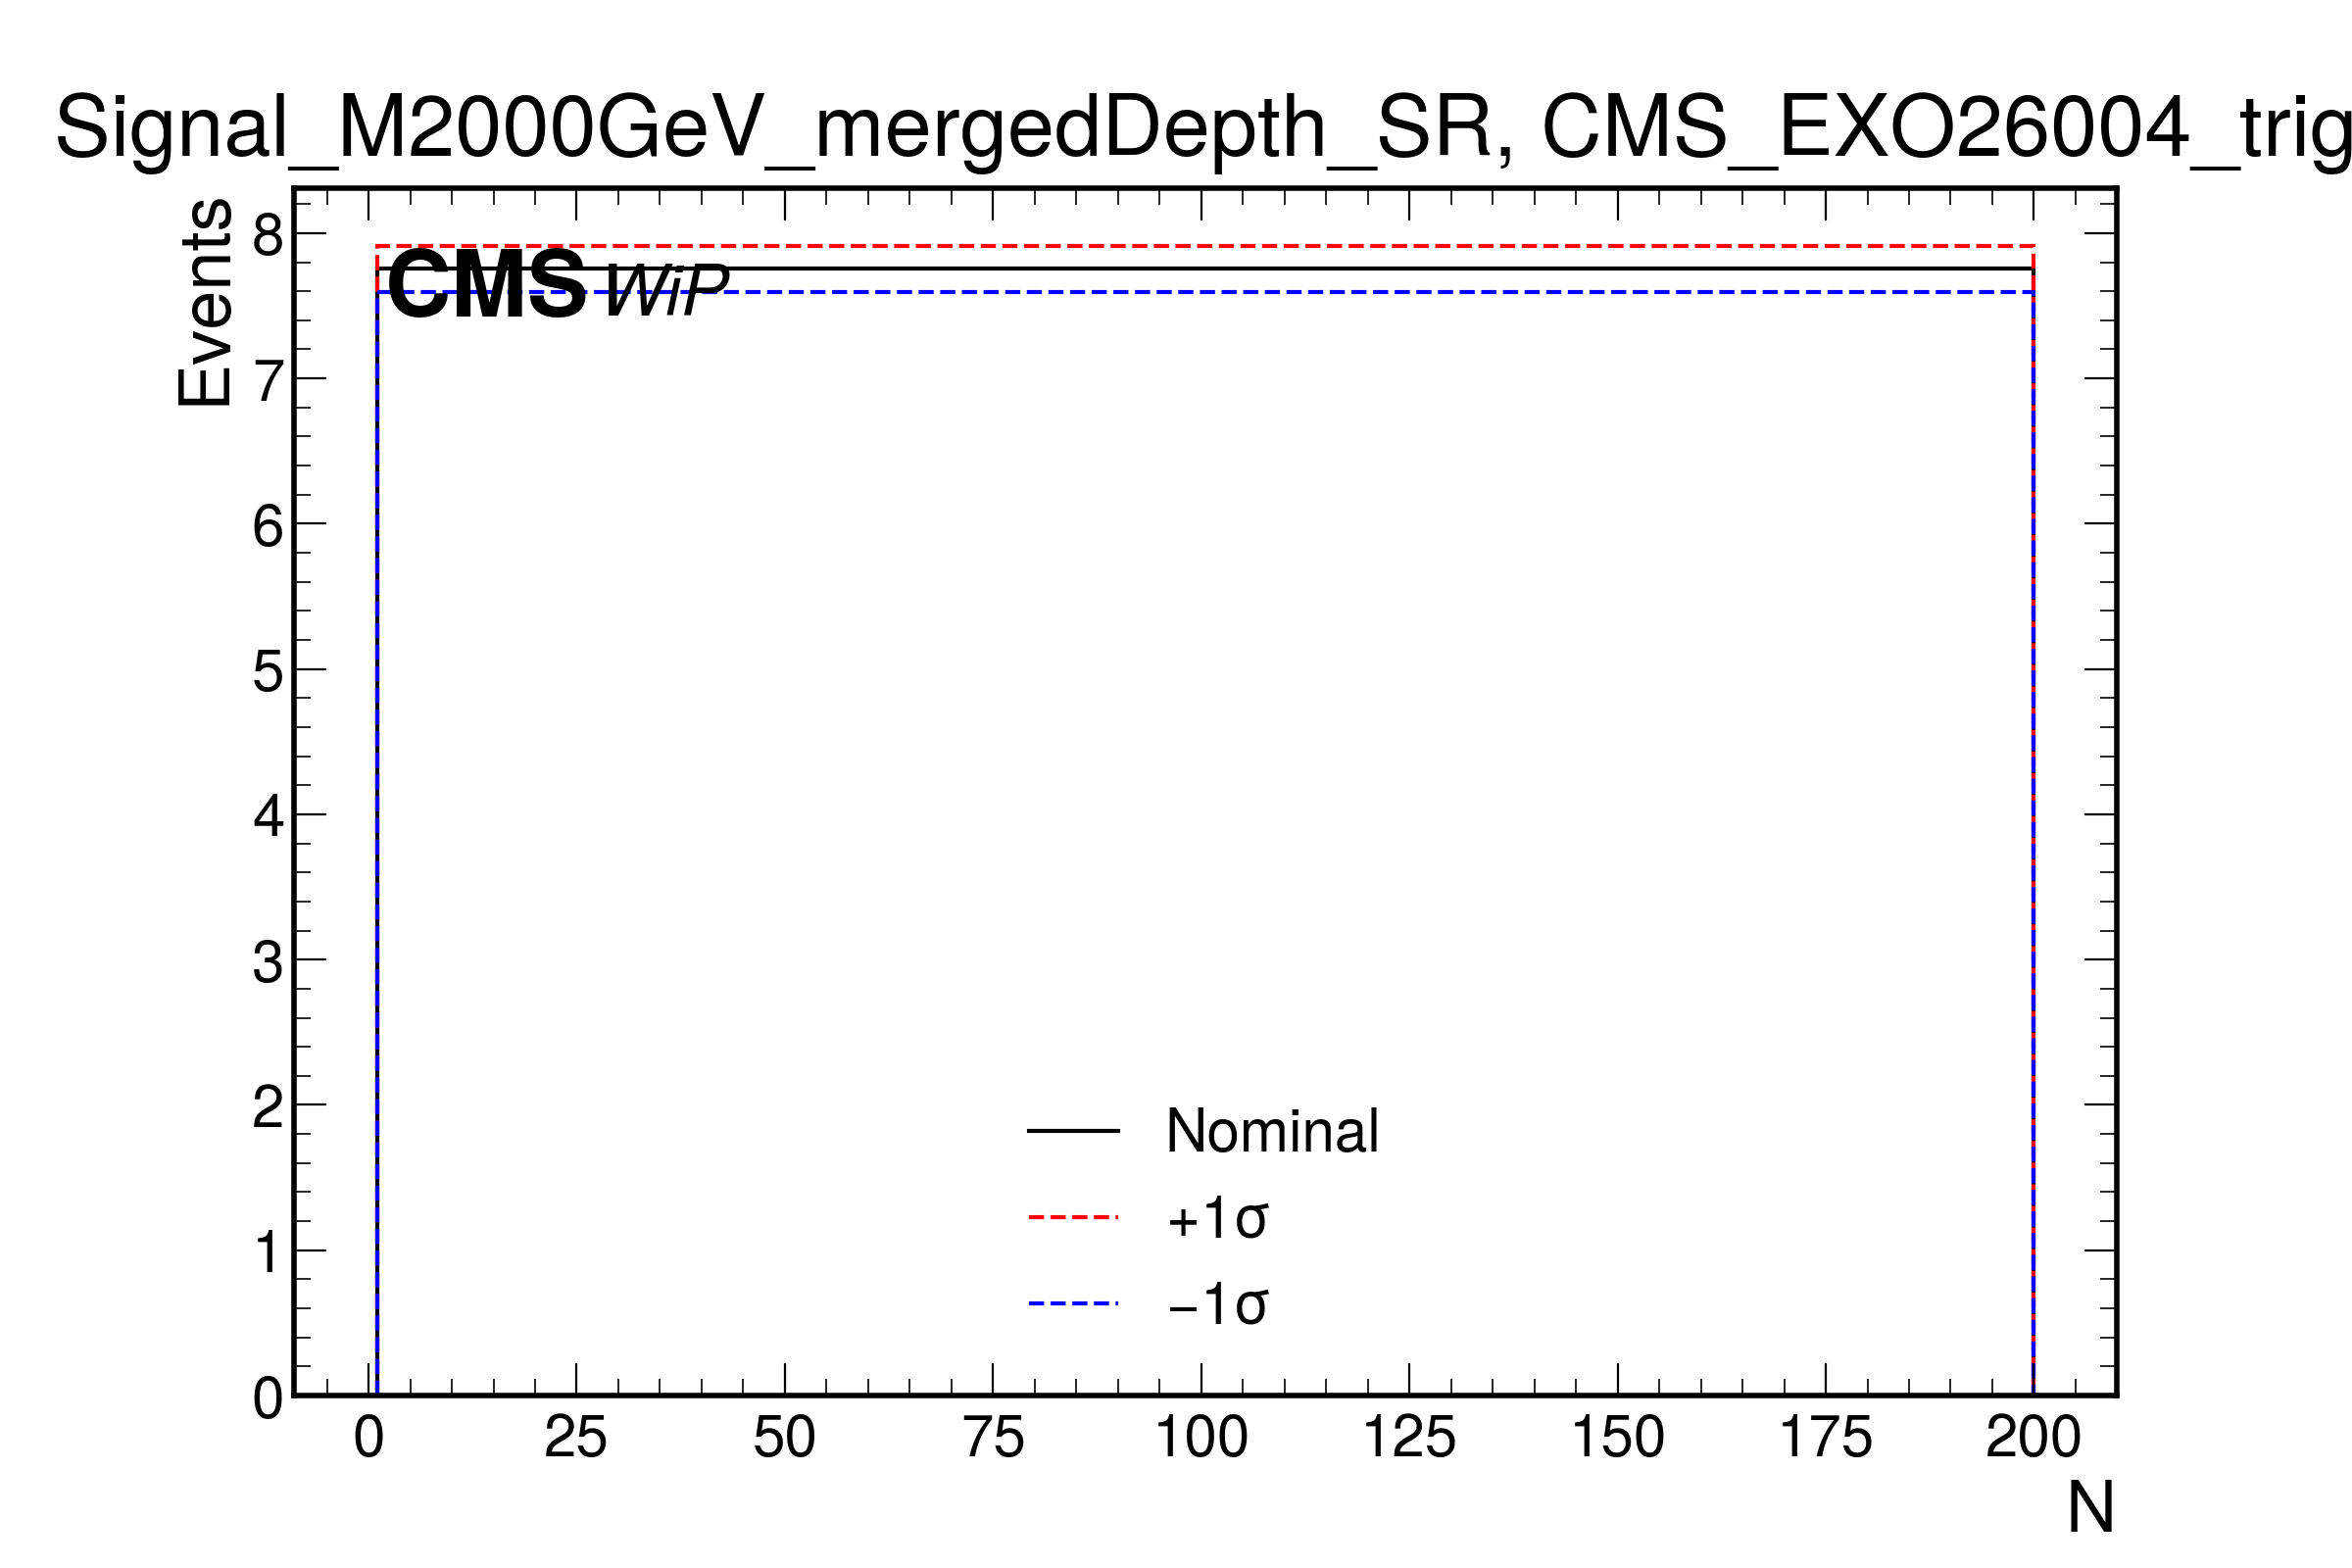 Signal_M2000GeV_mergedDepth_SR, CMS_EXO26004_trig
Events
CMS WiP
8
7
6
5
4
3
2
1
0
Nominal
+1σ
−1σ
0 25 50 75 100 125 150 175 200
N